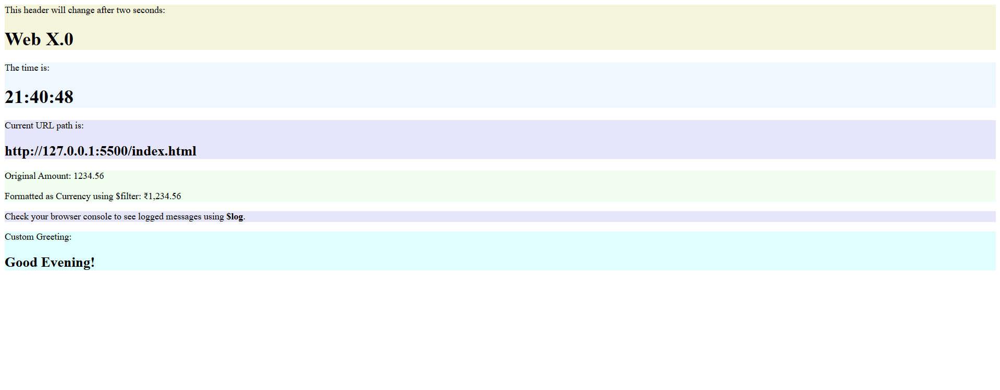 This header will change after two seconds:
Web X.0
The time is:
21:40:48
Current URL path is:
http://127.0.0.1:5500/index.html
Original Amount: 1234.56
Formatted as Currency using $filter: ₹1,234.56
Check your browser console to see logged messages using $log.
Custom Greeting:
Good Evening!